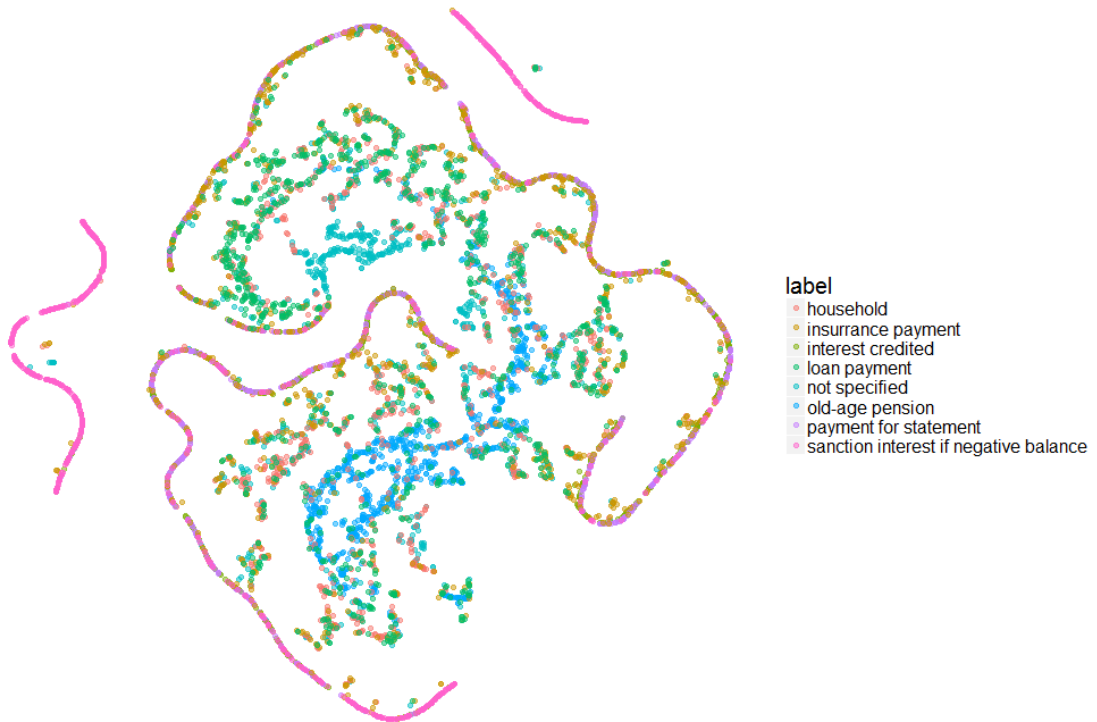 label
household
insurrance payment
interest credited
loan payment
not specified
old-age pension
payment for statement
sanction interest if negative balance